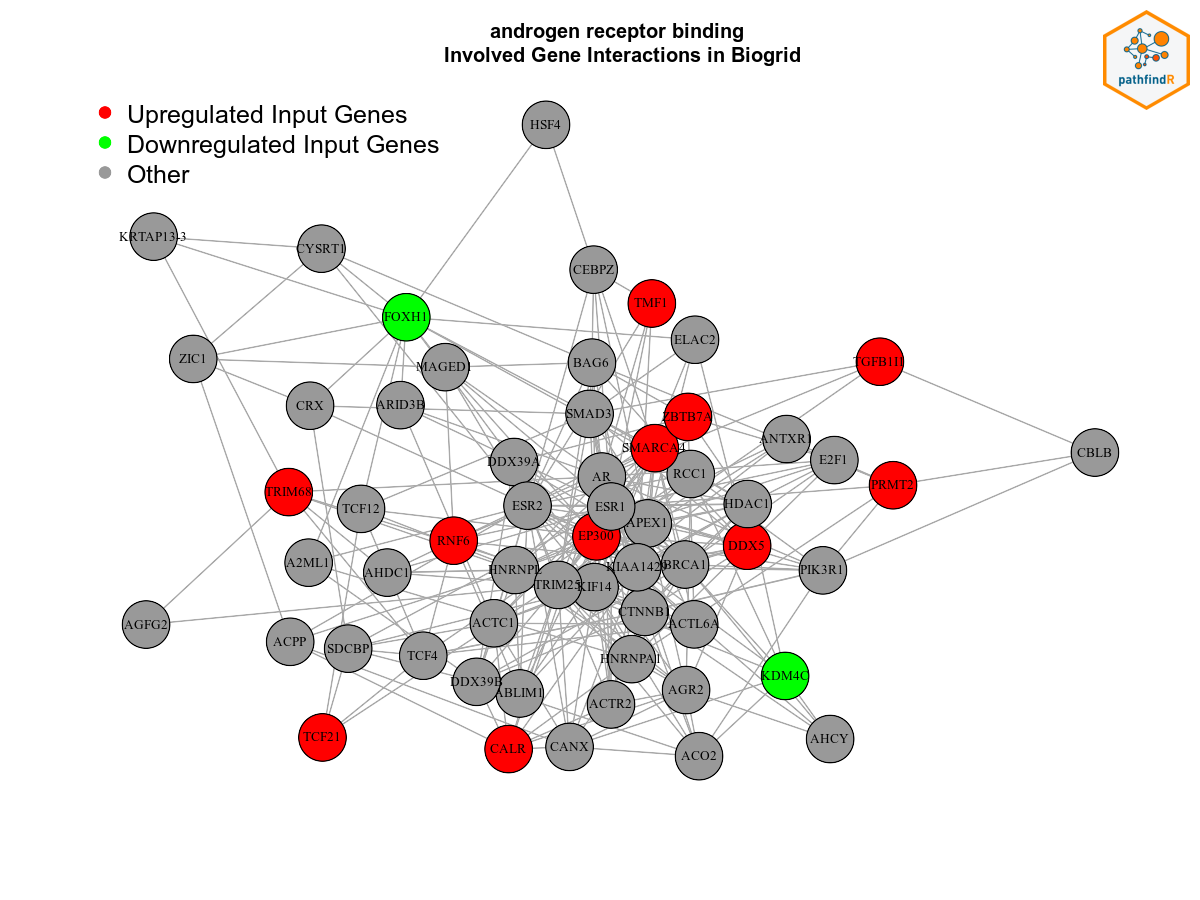 androgen receptor binding
Involved Gene Interactions in Biogrid
pathfindR
Upregulated Input Genes
Downregulated Input Genes
Other
HSF4
KRTAP13-3
CYSRT1
CEBPZ
TMF1
FOXH1
ELAC2
ZIC1
MAGED1
BAG6
CRX
ARID3B
SMAD3
ZBTB7A
ANTXR1
SMARCA4
CBLB
DDX39A
E2F1
AR
RCC1
PRMT2
TRIM68
TCF12
ESR2
ESR1
HDAC1
APEX1
RNF6
EP300
DDX5
A2ML1
AHDC1
BRCA1
PIK3R1
TRIM25
KIF14
AGFG2
ACTC1
CTNNB1
ACTL6A
ACPP
SDCBP
TCF4
HNRNPA1
KDM4C
DDX39B
ABLIM1
AGR2
ACTR2
TCF21
CALR
CANX
ACO2
AHCY